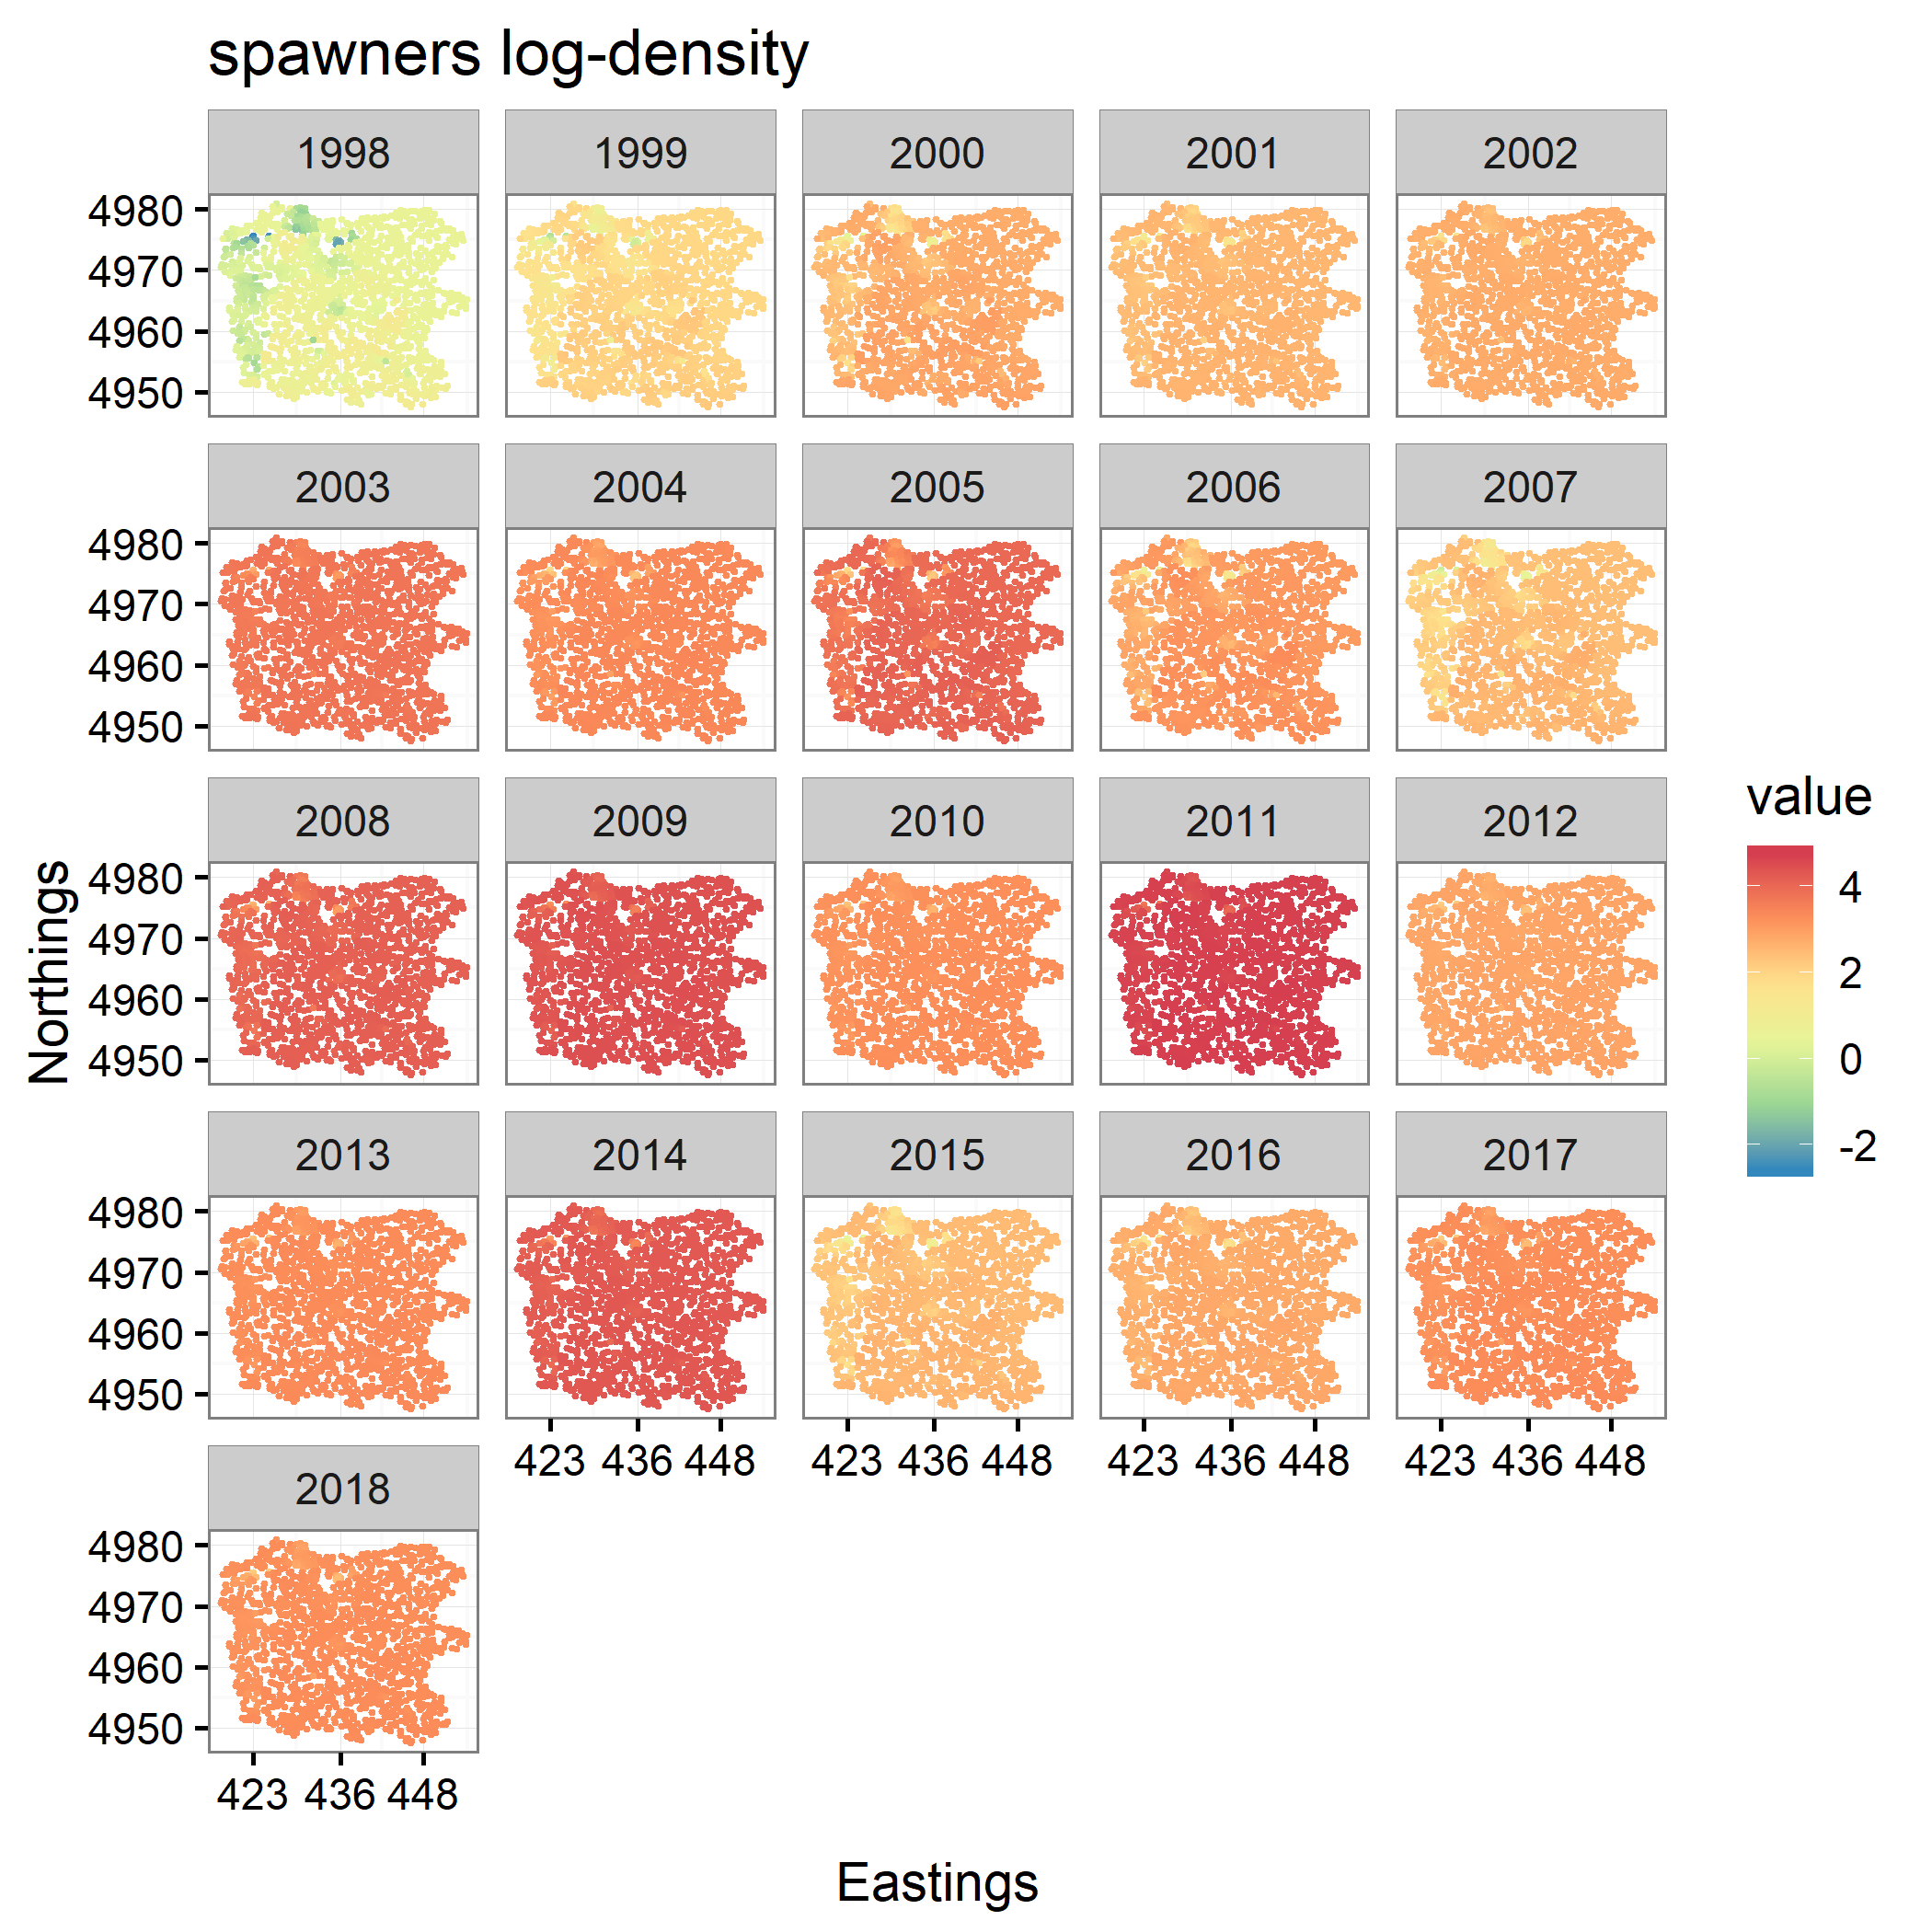 spawners log-density
1998 1999 2000 2001 2002
4980
4970
4960
4950
2003 2004 2005 2006 2007
4980
4970
4960
4950
2008 2009 2010 2011 2012
4980
4970
4960
4950
2013 2014 2015 2016 2017
4980
4970
4960
4950
423 436 448 423 436 448 423 436 448 423 436 448
2018
4980
4970
4960
4950
423 436 448
Northings
Eastings
value
4
2
0
-2